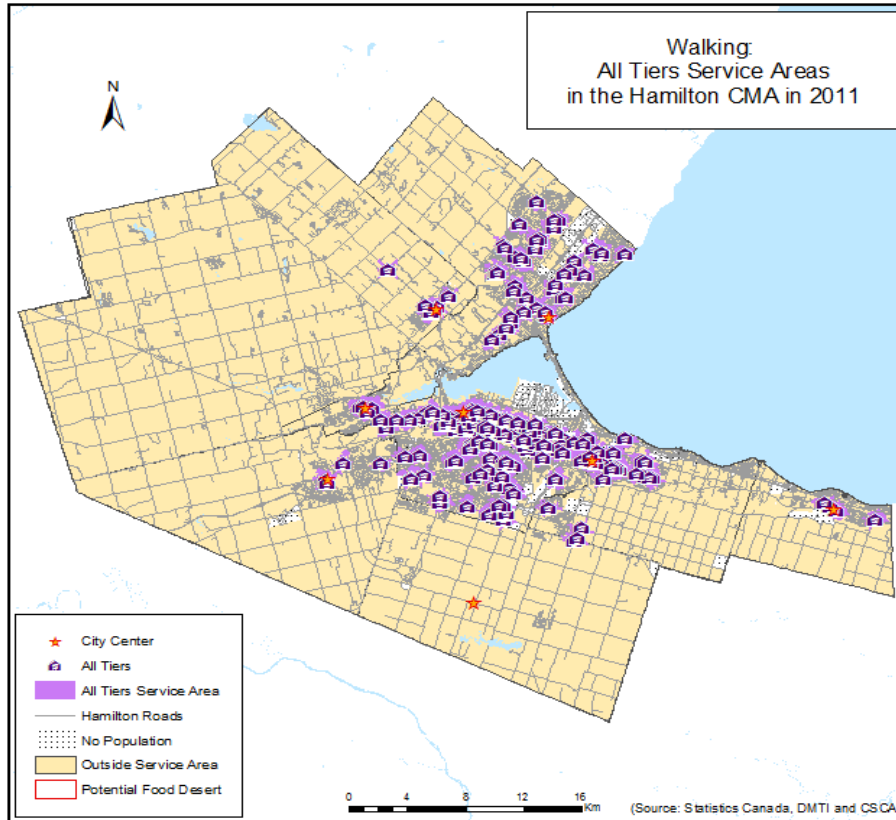 Walking:
All Tiers Service Areas
in the Hamilton CMA in 2011
N
City Center
All Tiers
All Tiers Service Area
Hamilton Roads
No Population
Outside Service Area
Potential Food Desert
0 4 8 12 16
Km
(Source: Statistics Canada, DMTI and CSCA